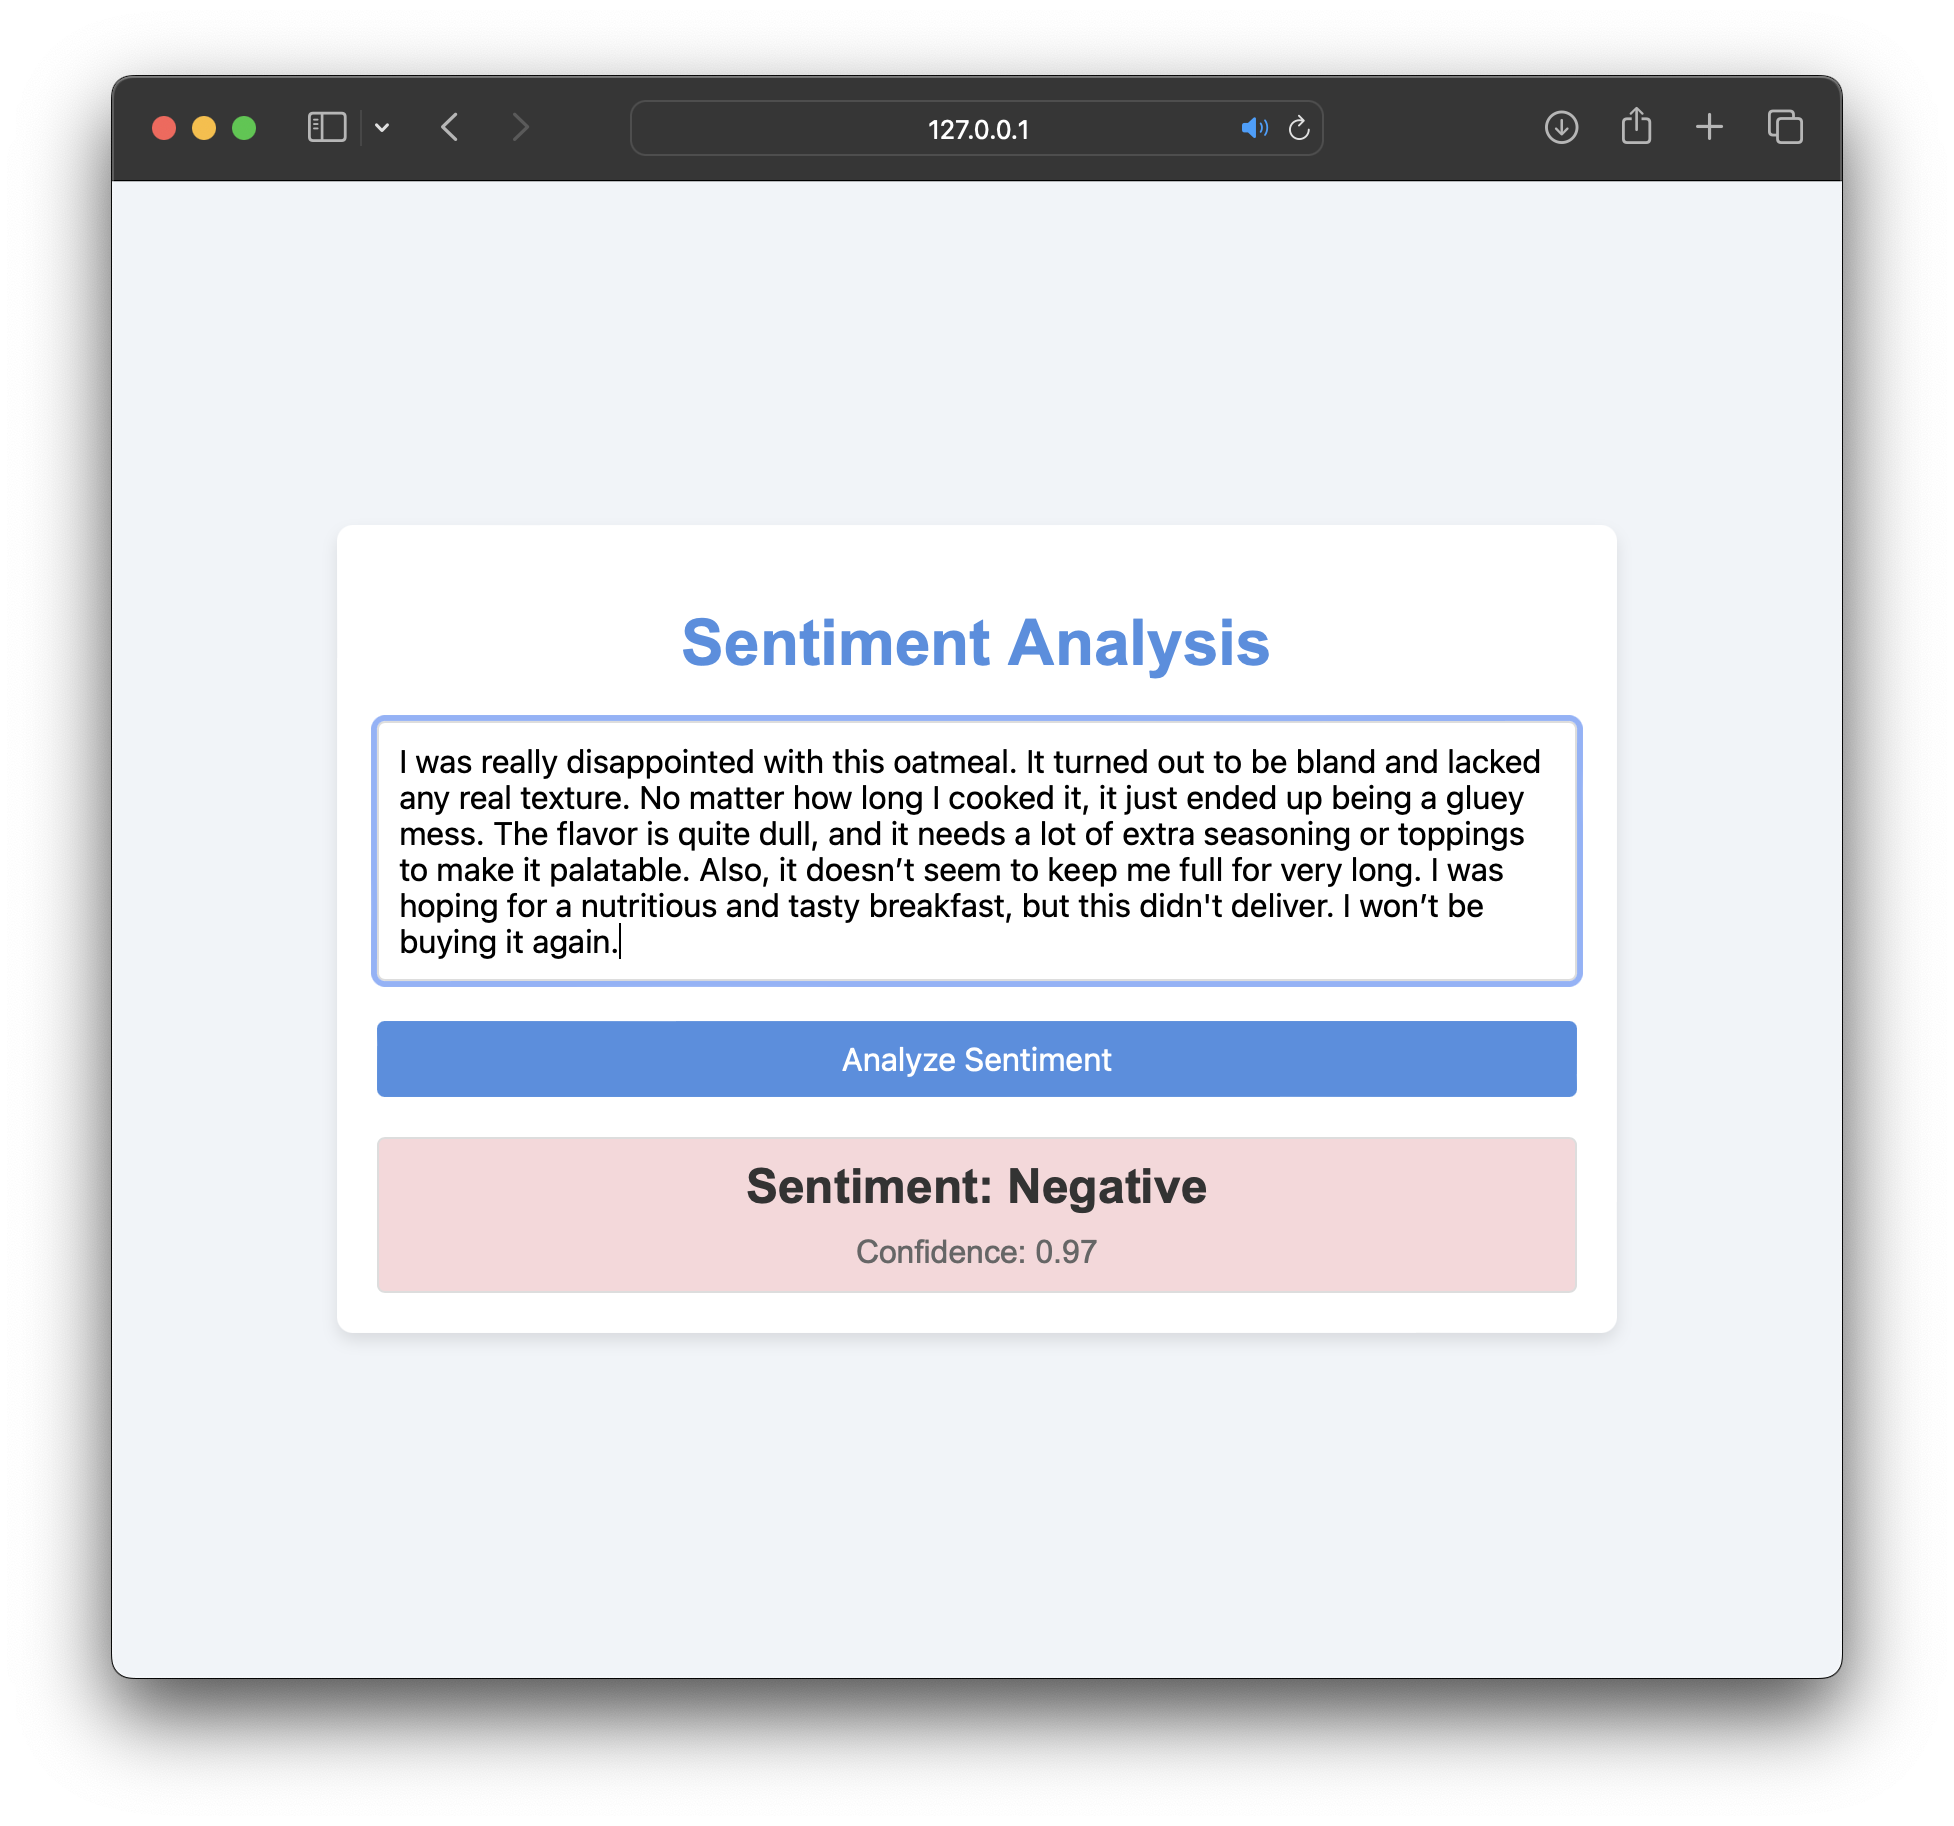 127.0.0.1
Sentiment Analysis
I was really disappointed with this oatmeal. It turned out to be bland and lacked
any real texture. No matter how long I cooked it, it just ended up being a gluey
mess. The flavor is quite dull, and it needs a lot of extra seasoning or toppings
to make it palatable. Also, it doesn’t seem to keep me full for very long. I was
hoping for a nutritious and tasty breakfast, but this didn't deliver. I won’t be
buying it again.
Analyze Sentiment
Sentiment: Negative
Confidence: 0.97